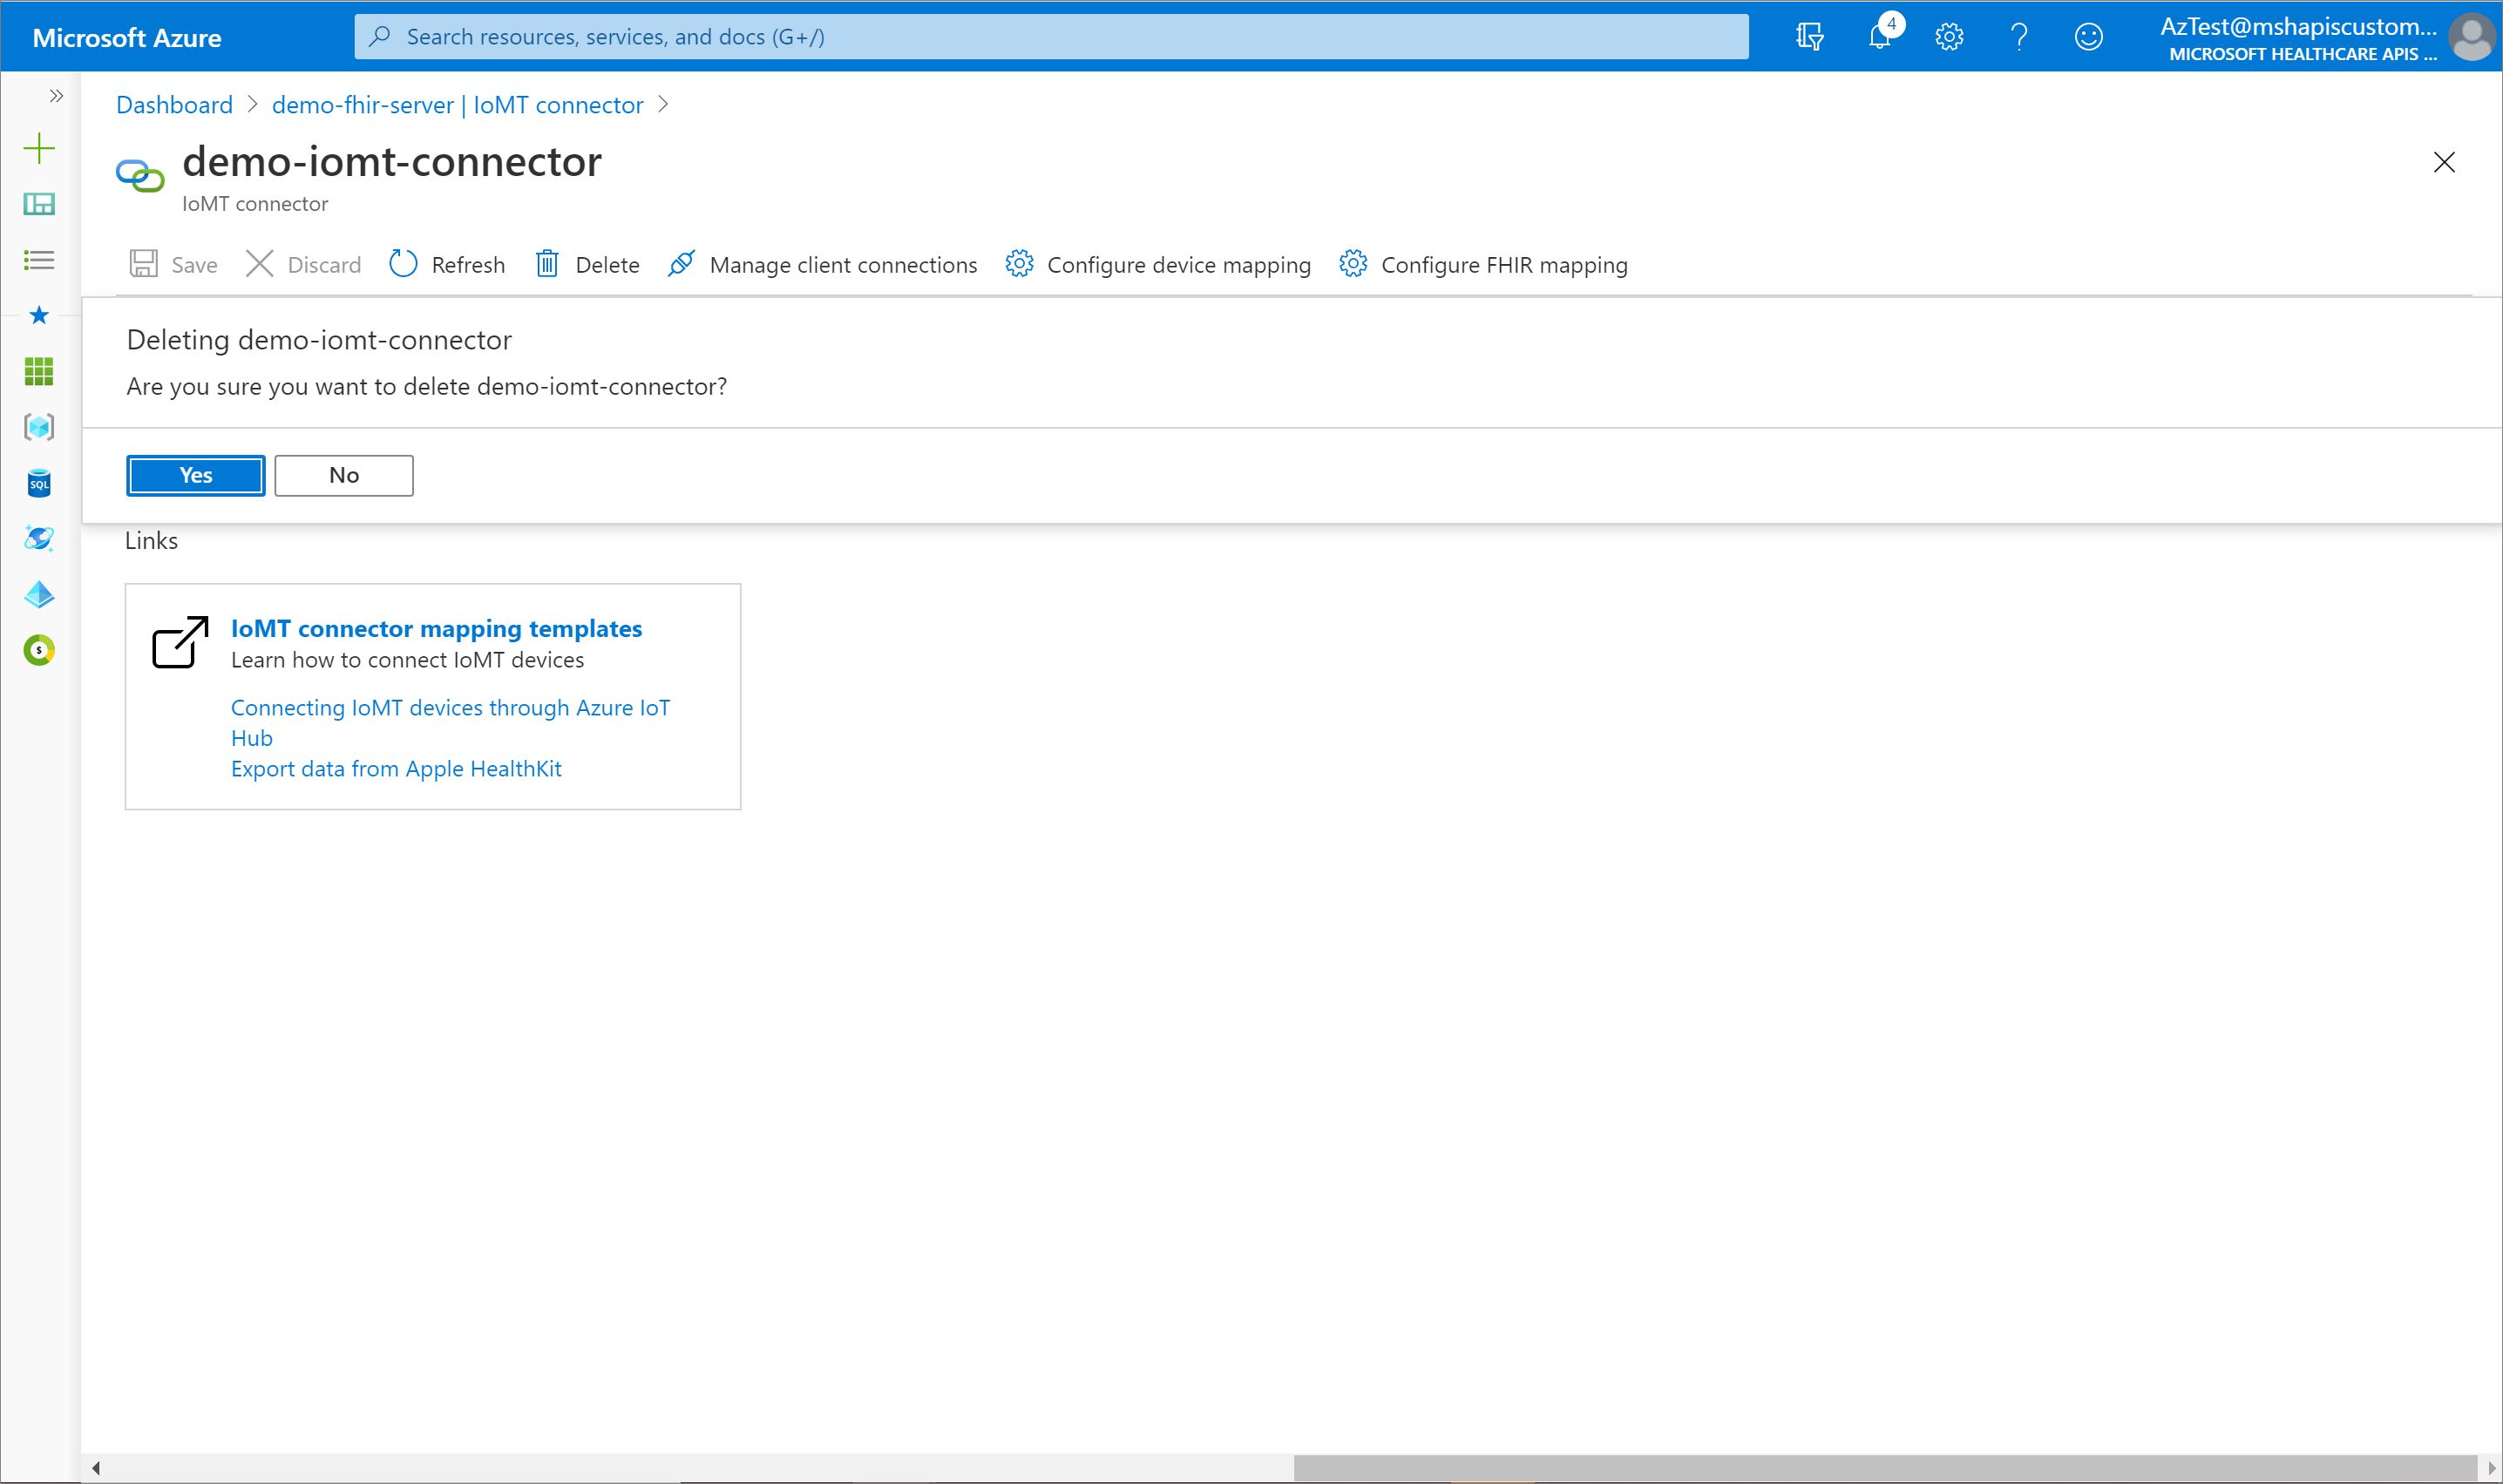 Microsoft Azure
Search resources, services, and docs (G+/)
4
AzTest@mshapiscustom...
MICROSOFT HEALTHCARE APIS ...
Dashboard > demo-fhir-server | IoMT connector >
demo-iomt-connector
IoMT connector
Save Discard Refresh Delete Manage client connections Configure device mapping Configure FHIR mapping
Deleting demo-iomt-connector
Are you sure you want to delete demo-iomt-connector?
Yes No
SQL
Links
IoMT connector mapping templates
Learn how to connect IoMT devices
Connecting IoMT devices through Azure IoT
Hub
Export data from Apple HealthKit
$